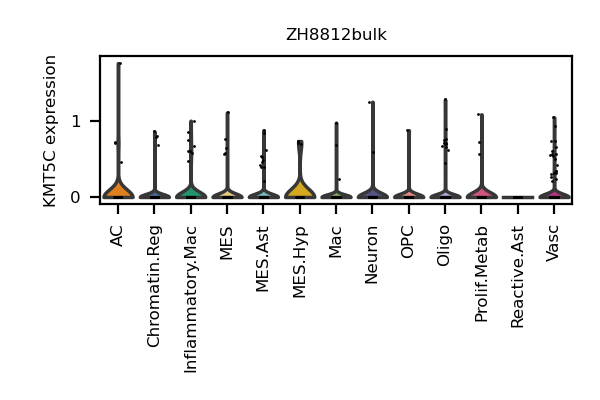 ZH8812bulk
KMT5C expression
1
0
AC
Chromatin.Reg
Inflammatory.Mac
MES
MES.Ast
MES.Hyp
Mac
Neuron
OPC
Oligo
Prolif.Metab
Reactive.Ast
Vasc